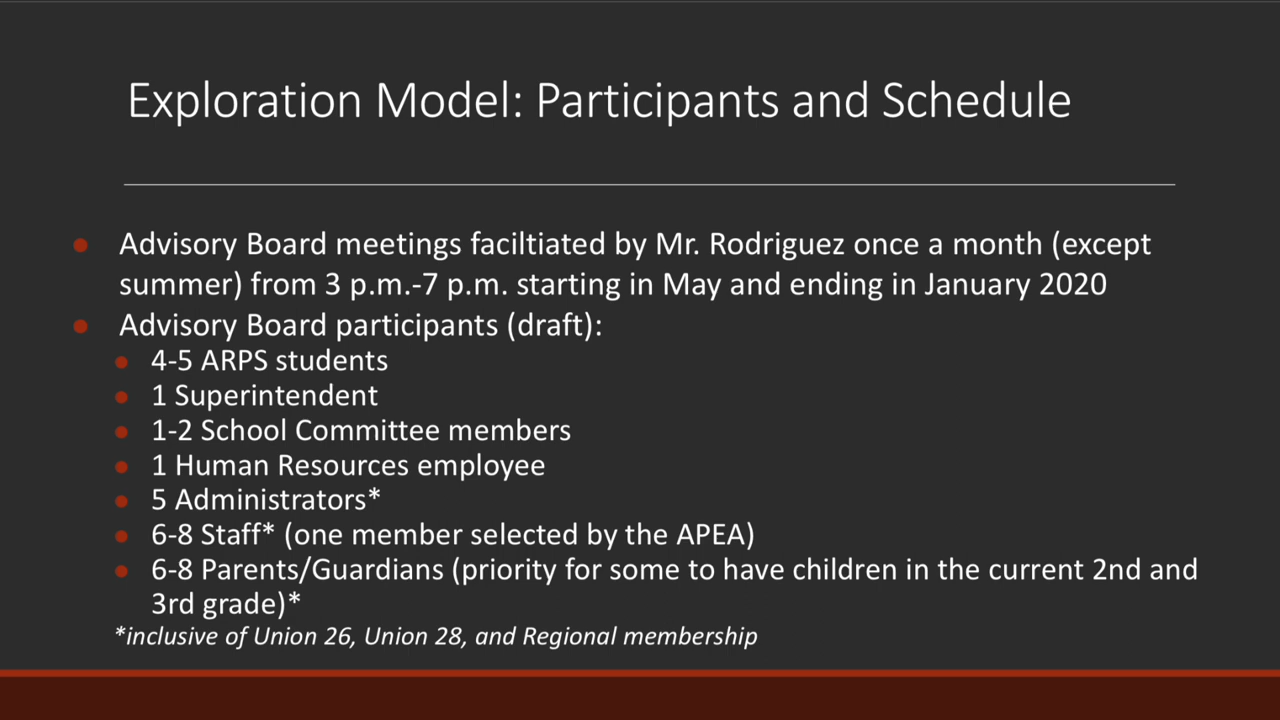 Exploration Model: Participants and Schedule
Advisory Board meetings faciltiated by Mr. Rodriguez once a month (except
summer) from 3 p.m.-7 p.m. starting in May and ending in January 2020
Advisory Board participants (draft):
4-5 ARPS students
1 Superintendent
1-2 School Committee members
1 Human Resources employee
5 Administrators*
6-8 Staff* (one member selected by the APEA)
6-8 Parents/Guardians (priority for some to have children in the current 2nd and
3rd grade)*
*inclusive of Union 26, Union 28, and Regional membership